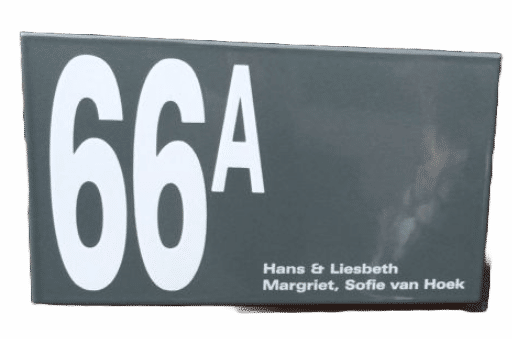 66A
Hans & Liesbeth
Margriet, Sofie van Hoek